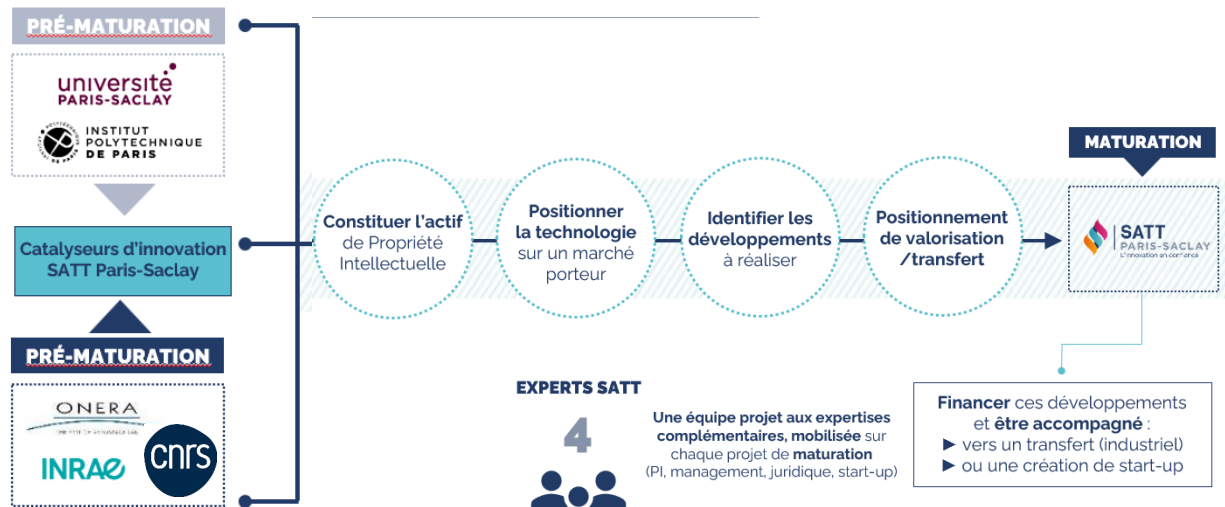 PRÉ-MATURATION
université
PARIS-SACLAY
INSTITUT
POLYTECHNIQUE
DE PARIS
Catalyseurs d'innovation
SATT Paris-Saclay
PRÉ-MATURATION
ONERA
INRAE
cnrs
Constituer l'actif
de Propriété
Intellectuelle
Positionner
la technologie
sur un marché
porteur
Identifier les
développements
à réaliser
Positionnement
de valorisation
/transfert
MATURATION
SATT
PARIS-SACLAY
L'innovation en confiance
EXPERTS SATT
4
Une équipe projet aux expertises
complémentaires, mobilisée sur
chaque projet de maturation
(PI, management, juridique, start-up)
Financer ces développements
et être accompagné :
► vers un transfert (industriel)
► ou une création de start-up